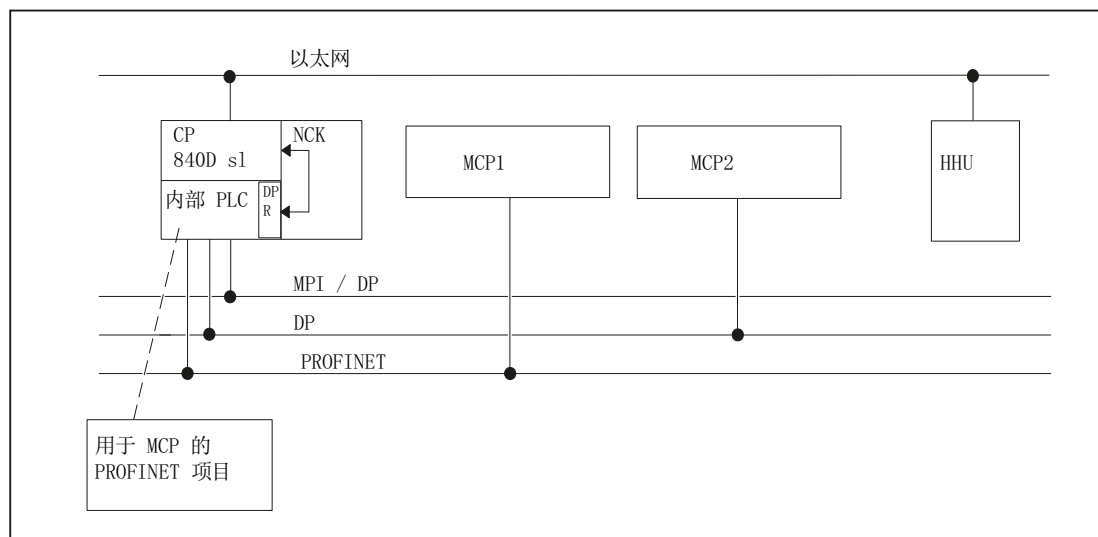 以太网
CP
840D sl
NCK
内部 PLC
DP
R
MCP1
MCP2
HHU
MPI / DP
DP
PROFINET
用于 MCP 的
PROFINET 项目